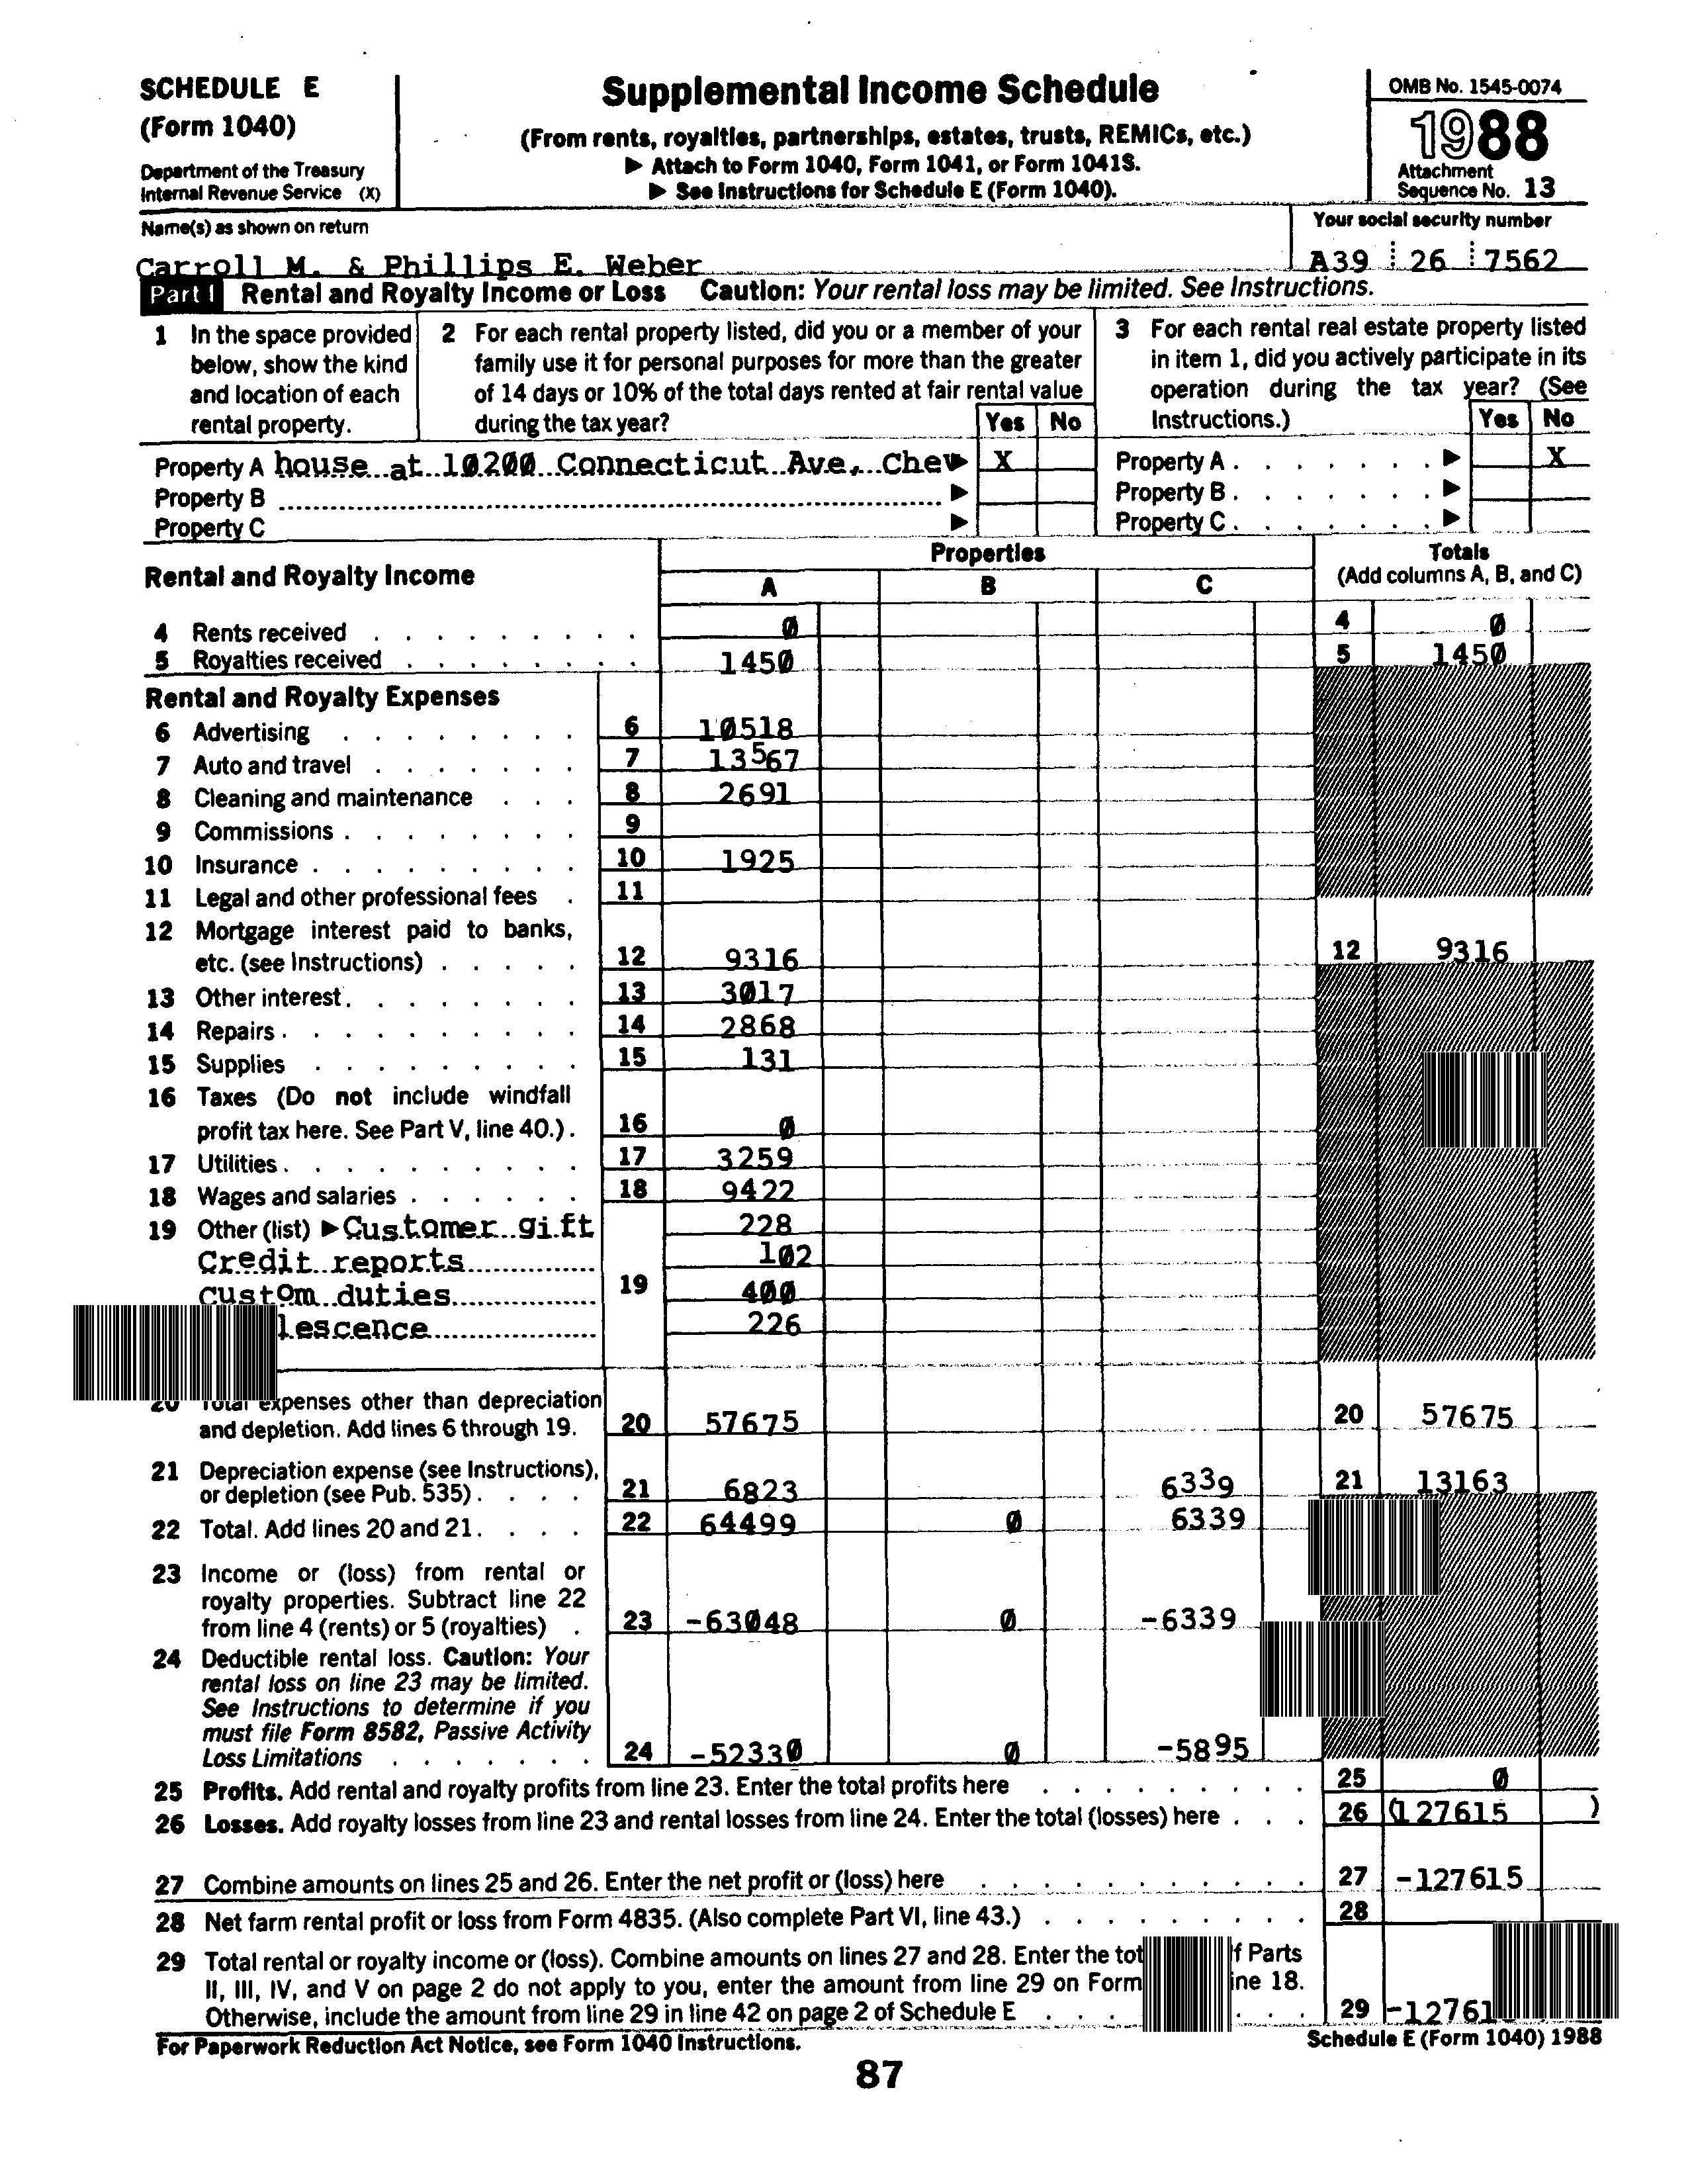 SCHEDULE E
(Form 1040)
Department of the Treasury
Internal Revenue Service (X)
Supplemental Income Schedule
(From rents, royalties, partnerships, estates, trusts, REMICs, etc.)
▶ Attach to Form 1040, Form 1041, or Form 1041S.
▶ See Instructions for Schedule E (Form 1040).
OMB No. 1545-0074
1988
Attachment
Sequence No. 13
Name(s) as shown on return
Carroll M. & Phillips E. Weber
Your social security number
A39 26 7562
Part I Rental and Royalty Income or Loss Caution: Your rental loss may be limited. See Instructions.
1 In the space provided
below, show the kind
and location of each
rental property.
2 For each rental property listed, did you or a member of your
family use it for personal purposes for more than the greater
of 14 days or 10% of the total days rented at fair rental value
during the tax year? Yes No
3 For each rental real estate property listed
in item 1, did you actively participate in its
operation during the tax year? (See
Instructions.) Yes No
Property A house at 10200 Connecticut Ave, Chev ▶ X
Property B ▶
Property C ▶
Property A ▶ X
Property B ▶
Property C ▶
Rental and Royalty Income
Properties
A B C
Totals
(Add columns A, B, and C)
4 Rents received 0 4 0
5 Royalties received 1450 5 1450
Rental and Royalty Expenses
6 Advertising 6 10518
7 Auto and travel 7 13567
8 Cleaning and maintenance 8 2691
9 Commissions 9
10 Insurance 10 1925
11 Legal and other professional fees 11
12 Mortgage interest paid to banks,
etc. (see Instructions) 12 9316 12 9316
13 Other interest 13 3017
14 Repairs 14 2868
15 Supplies 15 131
16 Taxes (Do not include windfall
profit tax here. See Part V, line 40.) 16 0
17 Utilities 17 3259
18 Wages and salaries 18 9422
19 Other (list) ▶ Customer gift 228
Credit reports 102
custom duties 19 400
lescence 226
20 Total expenses other than depreciation
and depletion. Add lines 6 through 19. 20 57675 20 57675
21 Depreciation expense (see Instructions),
or depletion (see Pub. 535) 21 6823 6339 21 13163
22 Total. Add lines 20 and 21 22 64499 0 6339
23 Income or (loss) from rental or
royalty properties. Subtract line 22
from line 4 (rents) or 5 (royalties) 23 -63048 0 -6339
24 Deductible rental loss. Caution: Your
rental loss on line 23 may be limited.
See Instructions to determine if you
must file Form 8582, Passive Activity
Loss Limitations 24 -52330 0 -5895
25 Profits. Add rental and royalty profits from line 23. Enter the total profits here 25 0
26 Losses. Add royalty losses from line 23 and rental losses from line 24. Enter the total (losses) here 26 (127615 )
27 Combine amounts on lines 25 and 26. Enter the net profit or (loss) here 27 -127615
28 Net farm rental profit or loss from Form 4835. (Also complete Part VI, line 43.) 28
29 Total rental or royalty income or (loss). Combine amounts on lines 27 and 28. Enter the tot f Parts
II, III, IV, and V on page 2 do not apply to you, enter the amount from line 29 on Form ine 18.
Otherwise, include the amount from line 29 in line 42 on page 2 of Schedule E 29 -12761
For Paperwork Reduction Act Notice, see Form 1040 Instructions.
Schedule E (Form 1040) 1988
87